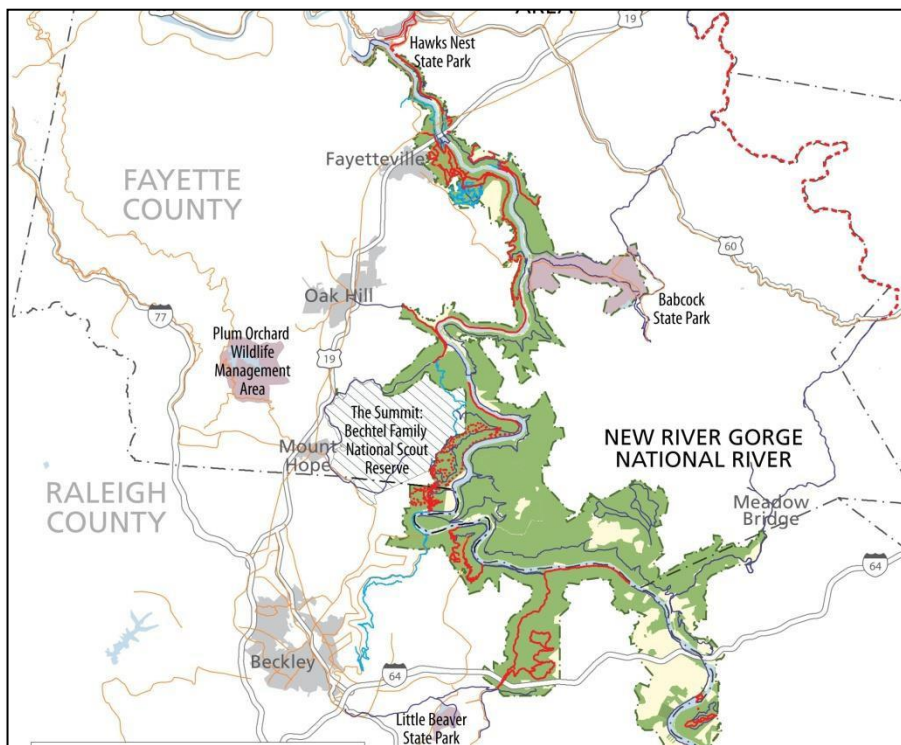 AREA
19
Hawks Nest
State Park
Fayetteville
FAYETTE
COUNTY
60
Oak Hill
Babcock
State Park
77
Plum Orchard
Wildlife
Management
Area
19
The Summit:
Bechtel Family
National Scout
Reserve
Mount
Hope
NEW RIVER GORGE
NATIONAL RIVER
RALEIGH
COUNTY
Meadow
Bridge
64
Beckley
64
Little Beaver
State Park